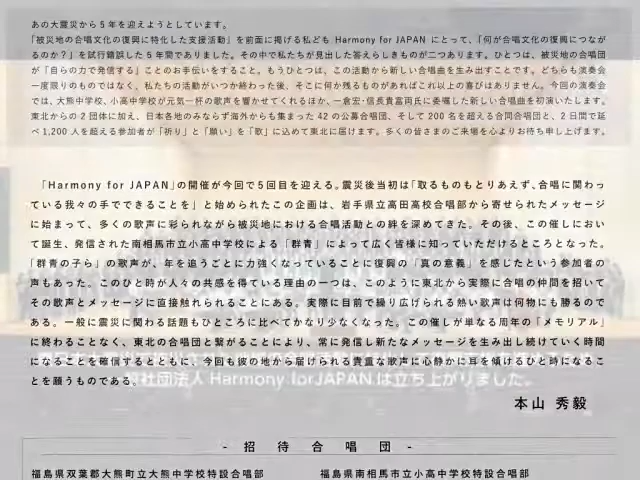 あの大震災から５年を迎えようとしています。
「被災地の合唱文化の復興に特化した支援活動」を前面に掲げる私ども Harmony for JAPAN にとって、「何が合唱文化の復興につなが
るのか？」を試行錯誤した５年間でありました。その中で私たちが見出した答えらしきものが二つあります。ひとつは、被災地の合唱団
が「自らの力で発信する」ことのお手伝いをすること。もうひとつは、この活動から新しい合唱曲を生み出すことです。どちらも演奏会
一度限りのものではなく、私たちの活動がいつか終わった後、そこに何か残るものがあればこれ以上の喜びはありません。今回の演奏会
では、大熊中学校、小高中学校が元気一杯の歌声を響かせてくれるほか、一倉宏・信長貴富両氏に委嘱した新しい合唱曲を初演いたします。
東北からの２団体に加え、日本各地のみならず海外からも集まった 42 の公募合唱団、そして 200 名を超える合同合唱団と、２日間で延
べ 1,200 人を超える参加者が「祈り」と「願い」を「歌」に込めて東北に届けます。多くの皆さまのご来場を心よりお待ち申し上げます。
「Harmony for JAPAN」の開催が今回で５回目を迎える。震災後当初は「取るものもとりあえず、合唱に関わっ
ている我々の手でできることを」と始められたこの企画は、岩手県立高田高校合唱部から寄せられたメッセージ
に始まって、多くの歌声に彩られながら被災地における合唱活動との絆を深めてきた。その後、この催しにおい
て誕生、発信された南相馬市立小高中学校による「群青」によって広く皆様に知っていただけるところとなった。
「群青の子ら」の歌声が、年を追うごとに力強くなっていることに復興の「真の意義」を感じたという参加者の
声もあった。このひと時が人々の共感を得ている理由の一つは、このように東北から実際に合唱の仲間を招いて
その歌声とメッセージに直接触れられることにある。実際に目前で繰り広げられる熱い歌声は何物にも勝るので
ある。一般に震災に関わる話題もひところに比べてかなり少なくなった。この催しが単なる周年の「メモリアル」
に終わることなく、東北の合唱団と繋がることにより、常に発信し新たなメッセージを生み出し続けていく時間
になることを確信するとともに、今回も彼の地から届けられる貴重な歌声に心静かに耳を傾けるひと時になるこ
とを願うものである。
般社団法人 Harmony for JAPAN は立ち上がりました。
本山 秀毅
- 招待合唱団 -
福島県双葉郡大熊町立大熊中学校特設合唱部
福島県南相馬市立小高中学校特設合唱部